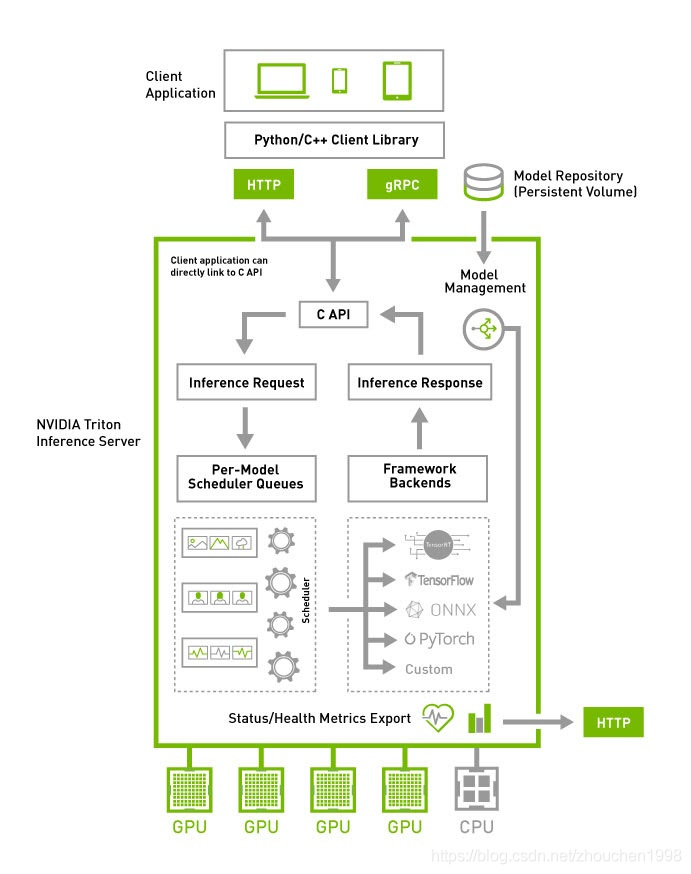 Client
Application
Python/C++ Client Library
HTTP
gRPC
Model Repository
(Persistent Volume)
Client application can
directly link to C API
Model
Management
C API
Inference Request
Inference Response
NVIDIA Triton
Inference Server
Per-Model
Scheduler Queues
Framework
Backends
Scheduler
TensorRT
TensorFlow
ONNX
PyTorch
Custom
Status/Health Metrics Export
HTTP
GPU
GPU
GPU
GPU
CPU
https://blog.csdn.net/zhouchen1998